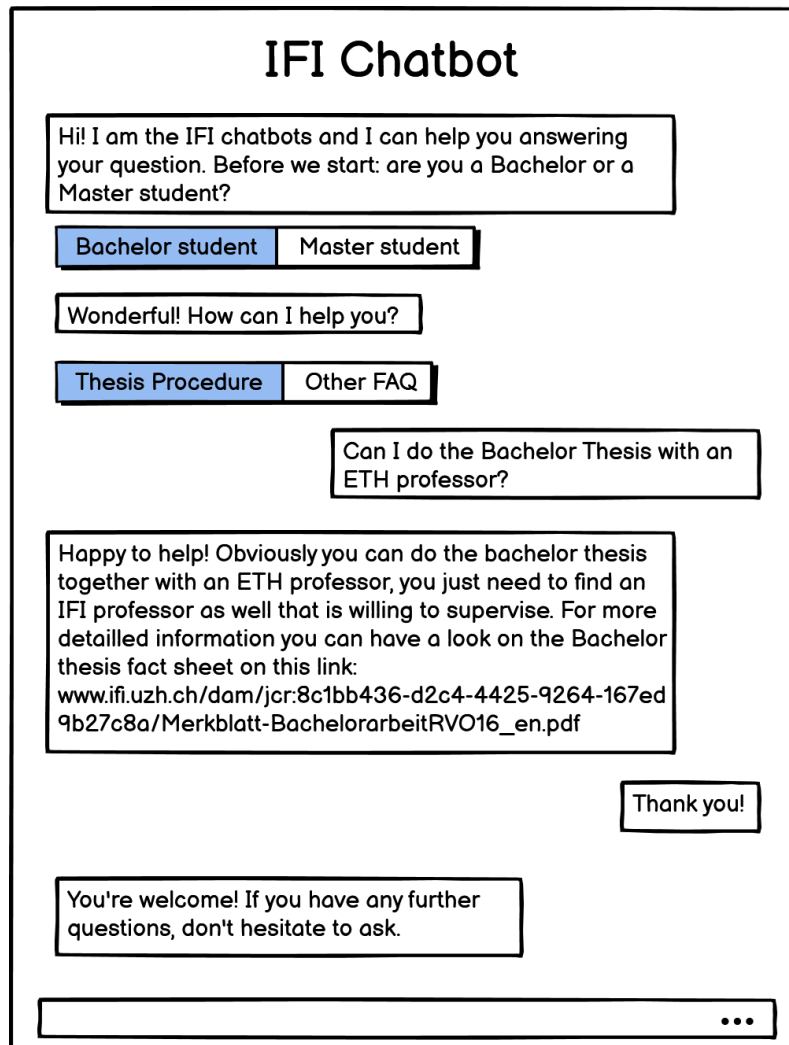 IFI Chatbot
Hi! I am the IFI chatbots and I can help you answering
your question. Before we start: are you a Bachelor or a
Master student?
Bachelor student Master student
Wonderful! How can I help you?
Thesis Procedure Other FAQ
Can I do the Bachelor Thesis with an
ETH professor?
Happy to help! Obviously you can do the bachelor thesis
together with an ETH professor, you just need to find an
IFI professor as well that is willing to supervise. For more
detailled information you can have a look on the Bachelor
thesis fact sheet on this link:
www.ifi.uzh.ch/dam/jcr:8c1bb436-d2c4-4425-9264-167ed
9b27c8a/Merkblatt-BachelorarbeitRVO16_en.pdf
Thank you!
You're welcome! If you have any further
questions, don't hesitate to ask.